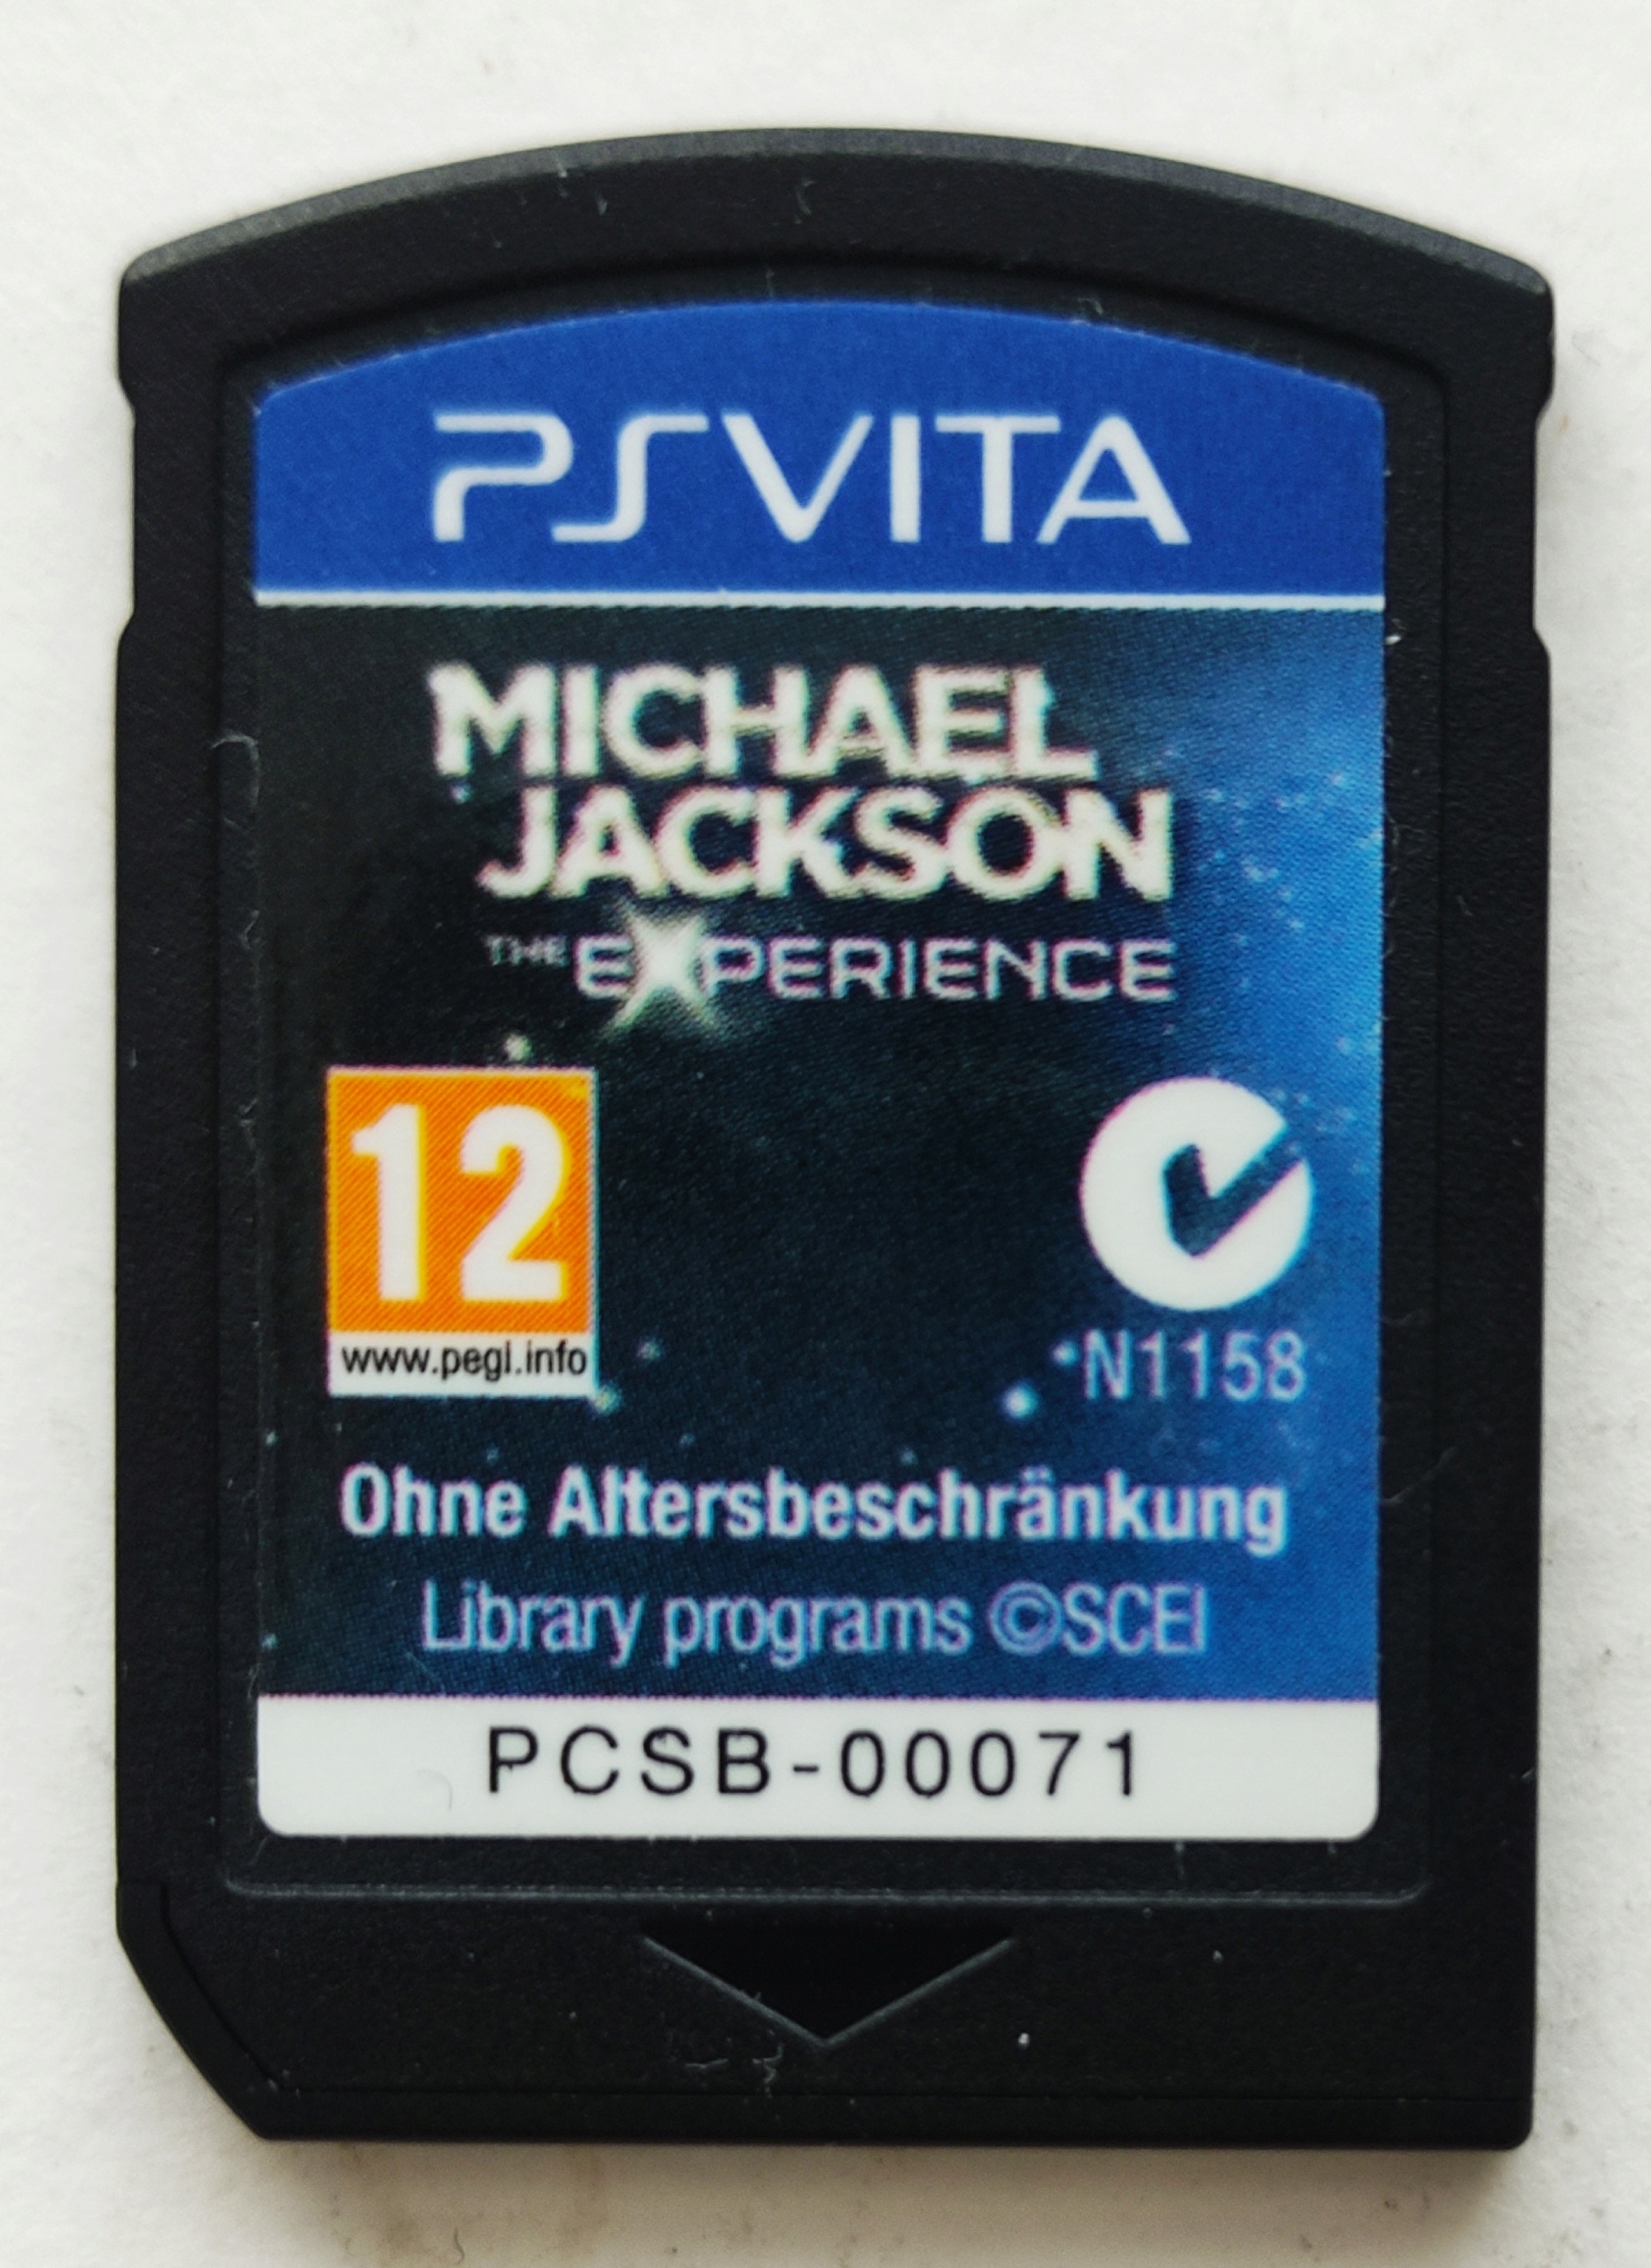 PSVITA
MICHAEL
JACKSON
THE EXPERIENCE
12
www.pegi.info
N1158
Ohne Altersbeschränkung
Library programs ©SCEI
PCSB-00071